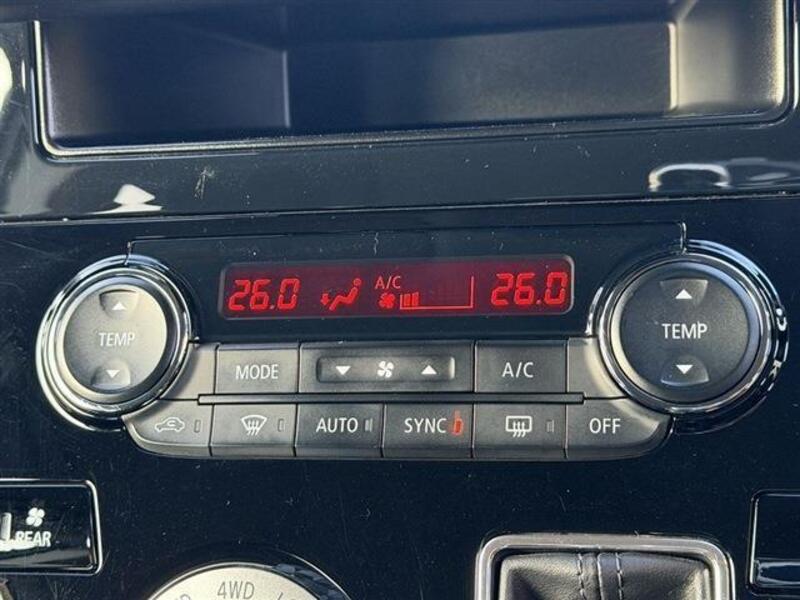 26.0 A/C 26.0
TEMP
TEMP
MODE
A/C
AUTO
SYNC
OFF
REAR
4WD